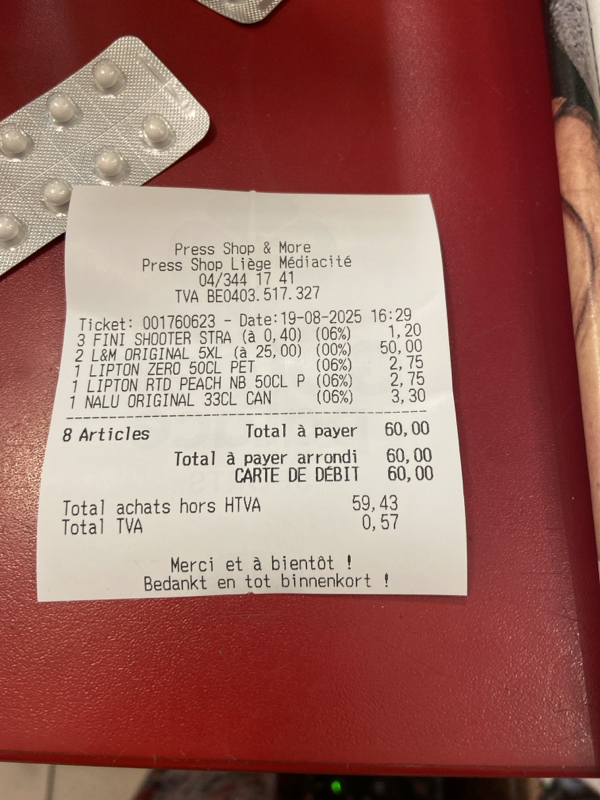 Press Shop & More
Press Shop Liège Médiacité
04/344 17 41
TVA BE0403.517.327
Ticket: 001760623 - Date:19-08-2025 16:29
3 FINI SHOOTER STRA (à 0,40) (06%) 1,20
2 L&M ORIGINAL 5XL (à 25,00) (00%) 50,00
1 LIPTON ZERO 50CL PET (06%) 2,75
1 LIPTON RTD PEACH NB 50CL P (06%) 2,75
1 NALU ORIGINAL 33CL CAN (06%) 3,30
8 Articles Total à payer 60,00
Total à payer arrondi 60,00
CARTE DE DÉBIT 60,00
Total achats hors HTVA 59,43
Total TVA 0,57
Merci et à bientôt !
Bedankt en tot binnenkort !